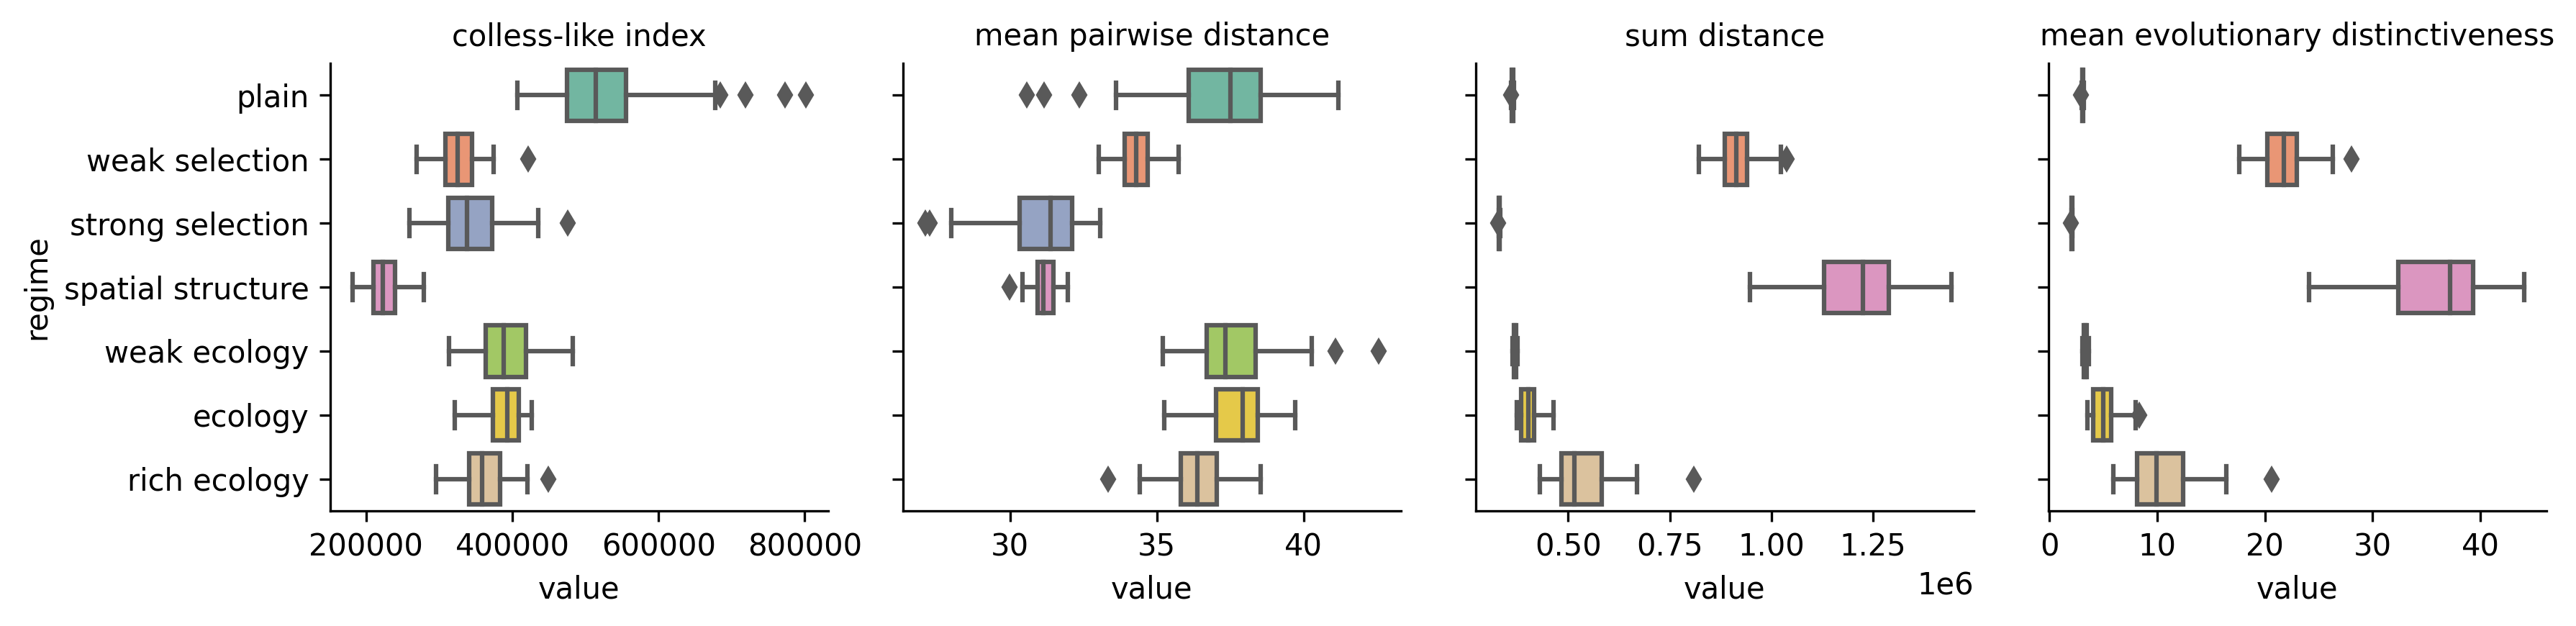 colless-like index
mean pairwise distance
sum distance
mean evolutionary distinctiveness
regime
plain
weak selection
strong selection
spatial structure
weak ecology
ecology
rich ecology
200000 400000 600000 800000
value
30 35 40
value
0.50 0.75 1.00 1.25
1e6
value
0 10 20 30 40
value